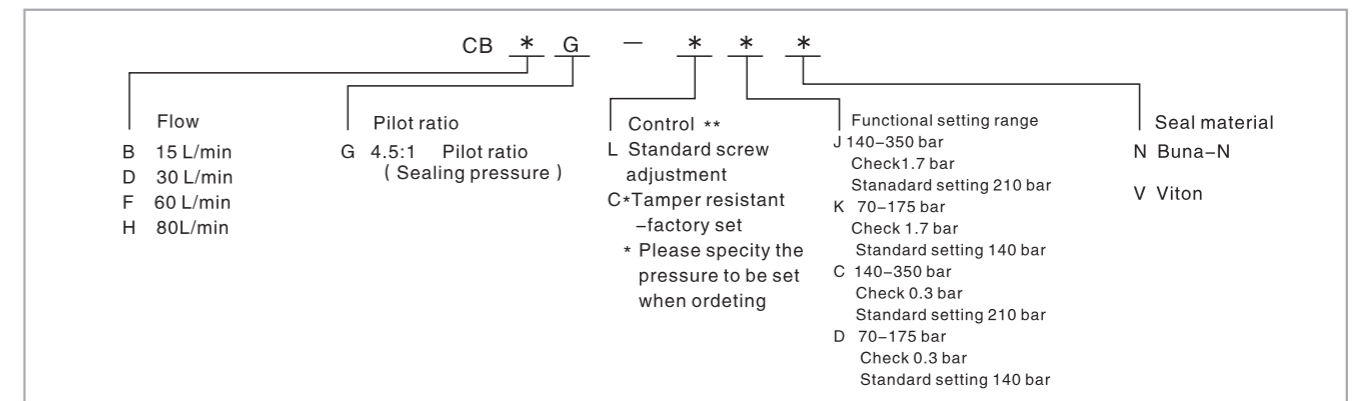 CB * G — * * *
Flow
B 15 L/min
D 30 L/min
F 60 L/min
H 80L/min
Pilot ratio
G 4.5:1 Pilot ratio
( Sealing pressure )
Control **
L Standard screw
adjustment
C*Tamper resistant
–factory set
* Please specity the
pressure to be set
when ordeting
Functional setting range
J 140–350 bar
Check1.7 bar
Stanadard setting 210 bar
K 70–175 bar
Check 1.7 bar
Standard setting 140 bar
C 140–350 bar
Check 0.3 bar
Standard setting 210 bar
D 70–175 bar
Check 0.3 bar
Standard setting 140 bar
Seal material
N Buna–N
V Viton